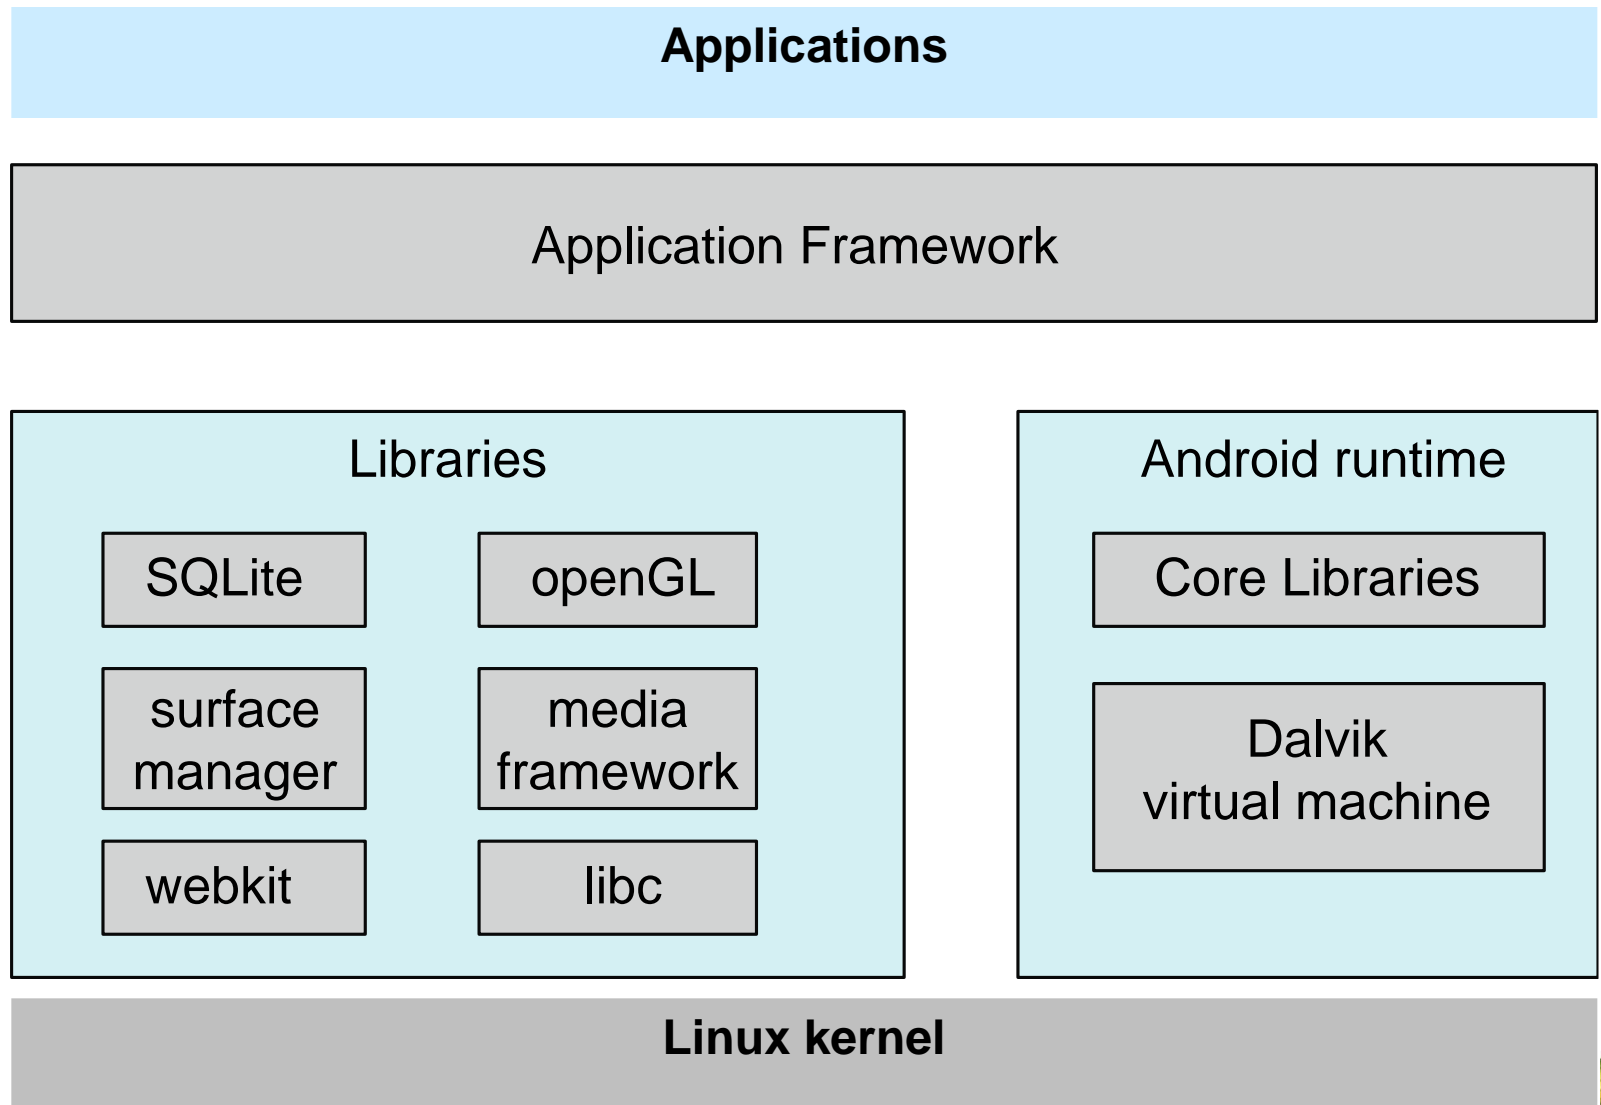 Applications
Application Framework
Libraries
SQLite
openGL
surface
manager
media
framework
webkit
libc
Android runtime
Core Libraries
Dalvik
virtual machine
Linux kernel